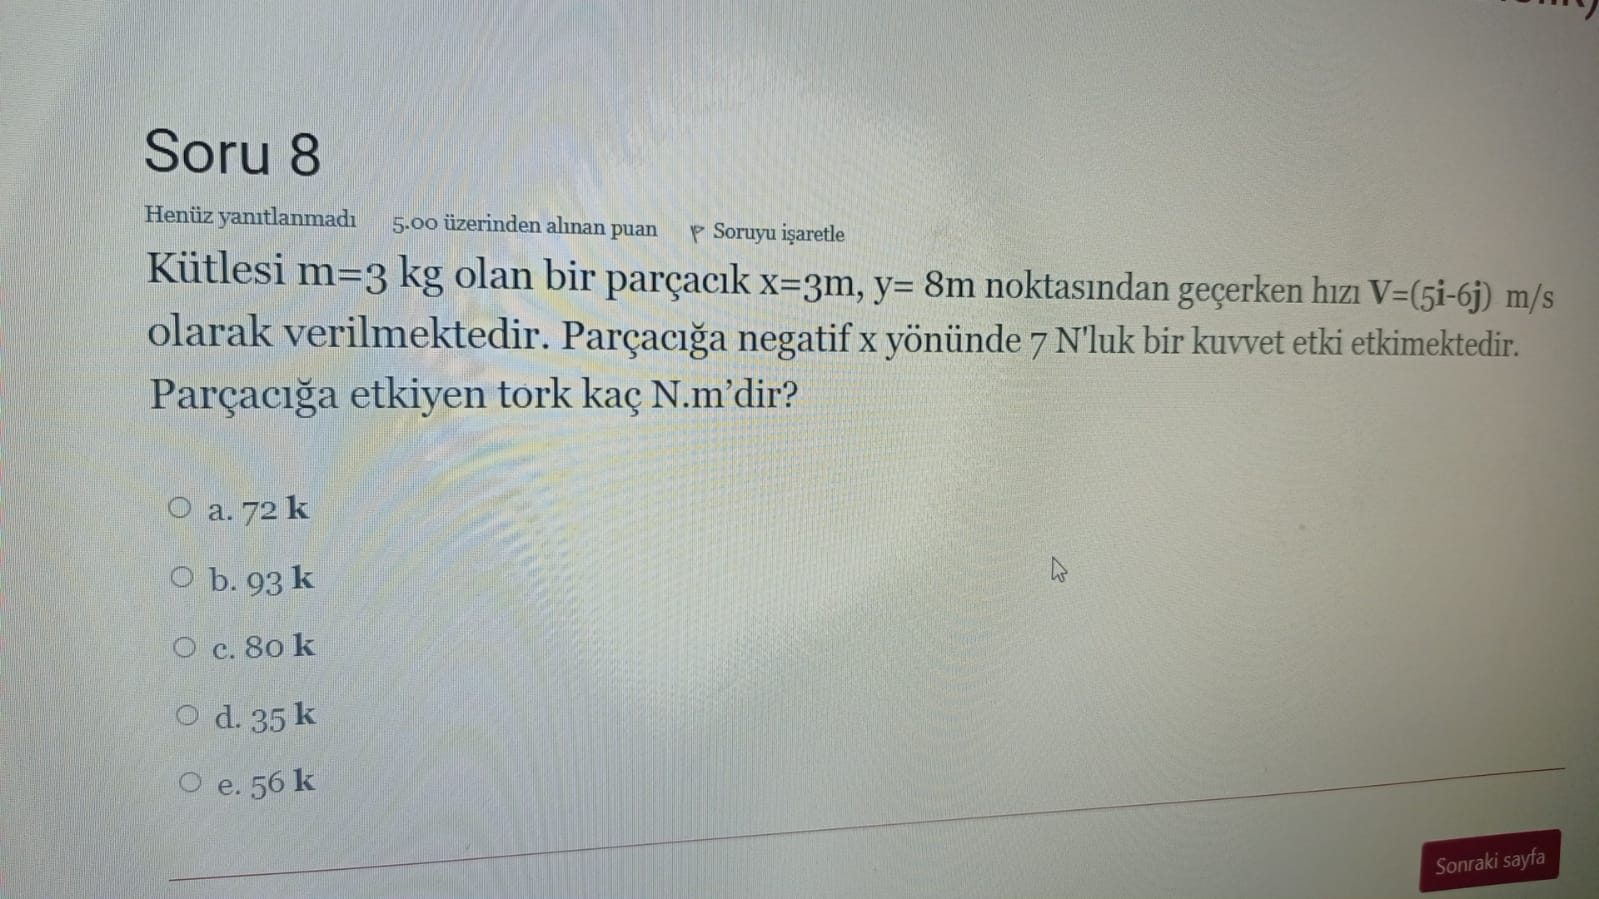 Soru 8
Henüz yanıtlanmadı 5.00 üzerinden alınan puan Soruyu işaretle
Kütlesi m=3 kg olan bir parçacık x=3m, y= 8m noktasından geçerken hızı V=(5i-6j) m/s
olarak verilmektedir. Parçacığa negatif x yönünde 7 N'luk bir kuvvet etki etkimektedir.
Parçacığa etkiyen tork kaç N.m’dir?
a. 72 k
b. 93 k
c. 80 k
d. 35 k
e. 56 k
Sonraki sayfa